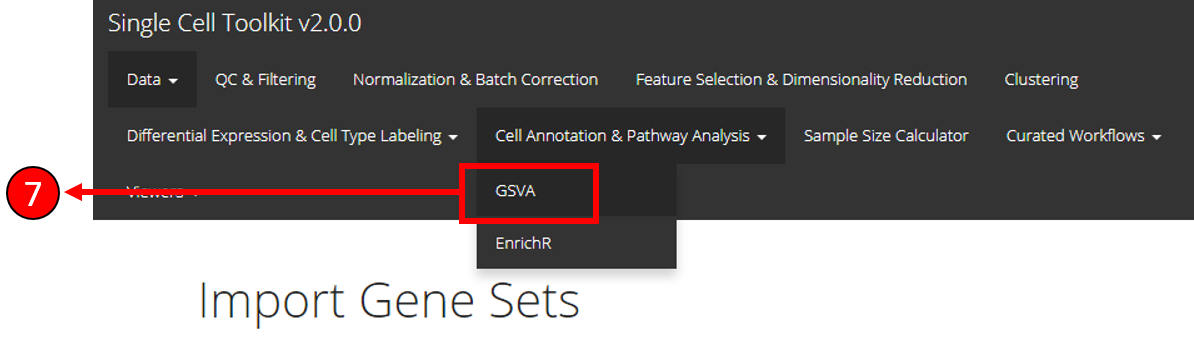 Single Cell Toolkit v2.0.0
Data QC & Filtering Normalization & Batch Correction Feature Selection & Dimensionality Reduction Clustering
Differential Expression & Cell Type Labeling Cell Annotation & Pathway Analysis Sample Size Calculator Curated Workflows
7 Viewers GSVA
EnrichR
Import Gene Sets